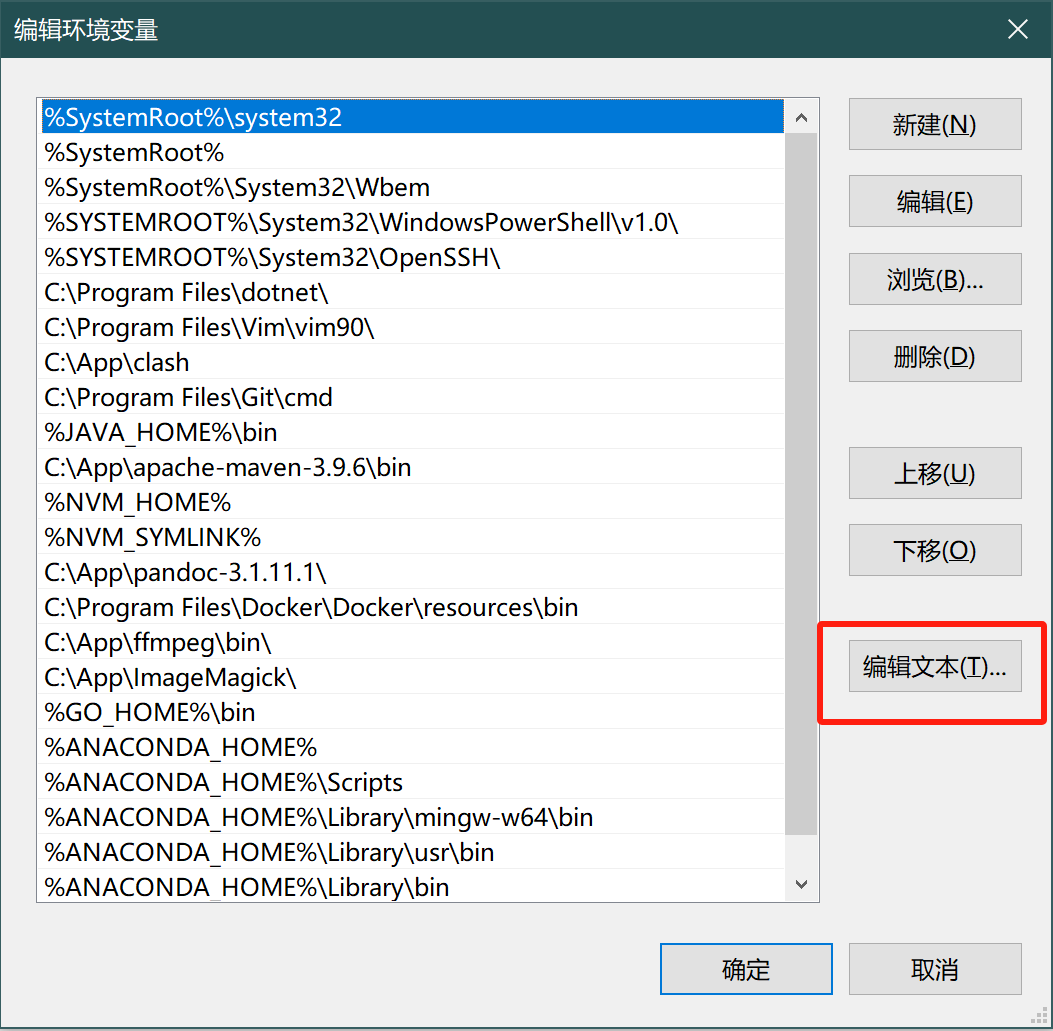 编辑环境变量
%SystemRoot%\system32
%SystemRoot%
%SystemRoot%\System32\Wbem
%SYSTEMROOT%\System32\WindowsPowerShell\v1.0\
%SYSTEMROOT%\System32\OpenSSH\
C:\Program Files\dotnet\
C:\Program Files\Vim\vim90\
C:\App\clash
C:\Program Files\Git\cmd
%JAVA_HOME%\bin
C:\App\apache-maven-3.9.6\bin
%NVM_HOME%
%NVM_SYMLINK%
C:\App\pandoc-3.1.11.1\
C:\Program Files\Docker\Docker\resources\bin
C:\App\ffmpeg\bin\
C:\App\ImageMagick\
%GO_HOME%\bin
%ANACONDA_HOME%
%ANACONDA_HOME%\Scripts
%ANACONDA_HOME%\Library\mingw-w64\bin
%ANACONDA_HOME%\Library\usr\bin
%ANACONDA_HOME%\Library\bin
新建(N)
编辑(E)
浏览(B)...
删除(D)
上移(U)
下移(O)
编辑文本(T)...
确定
取消